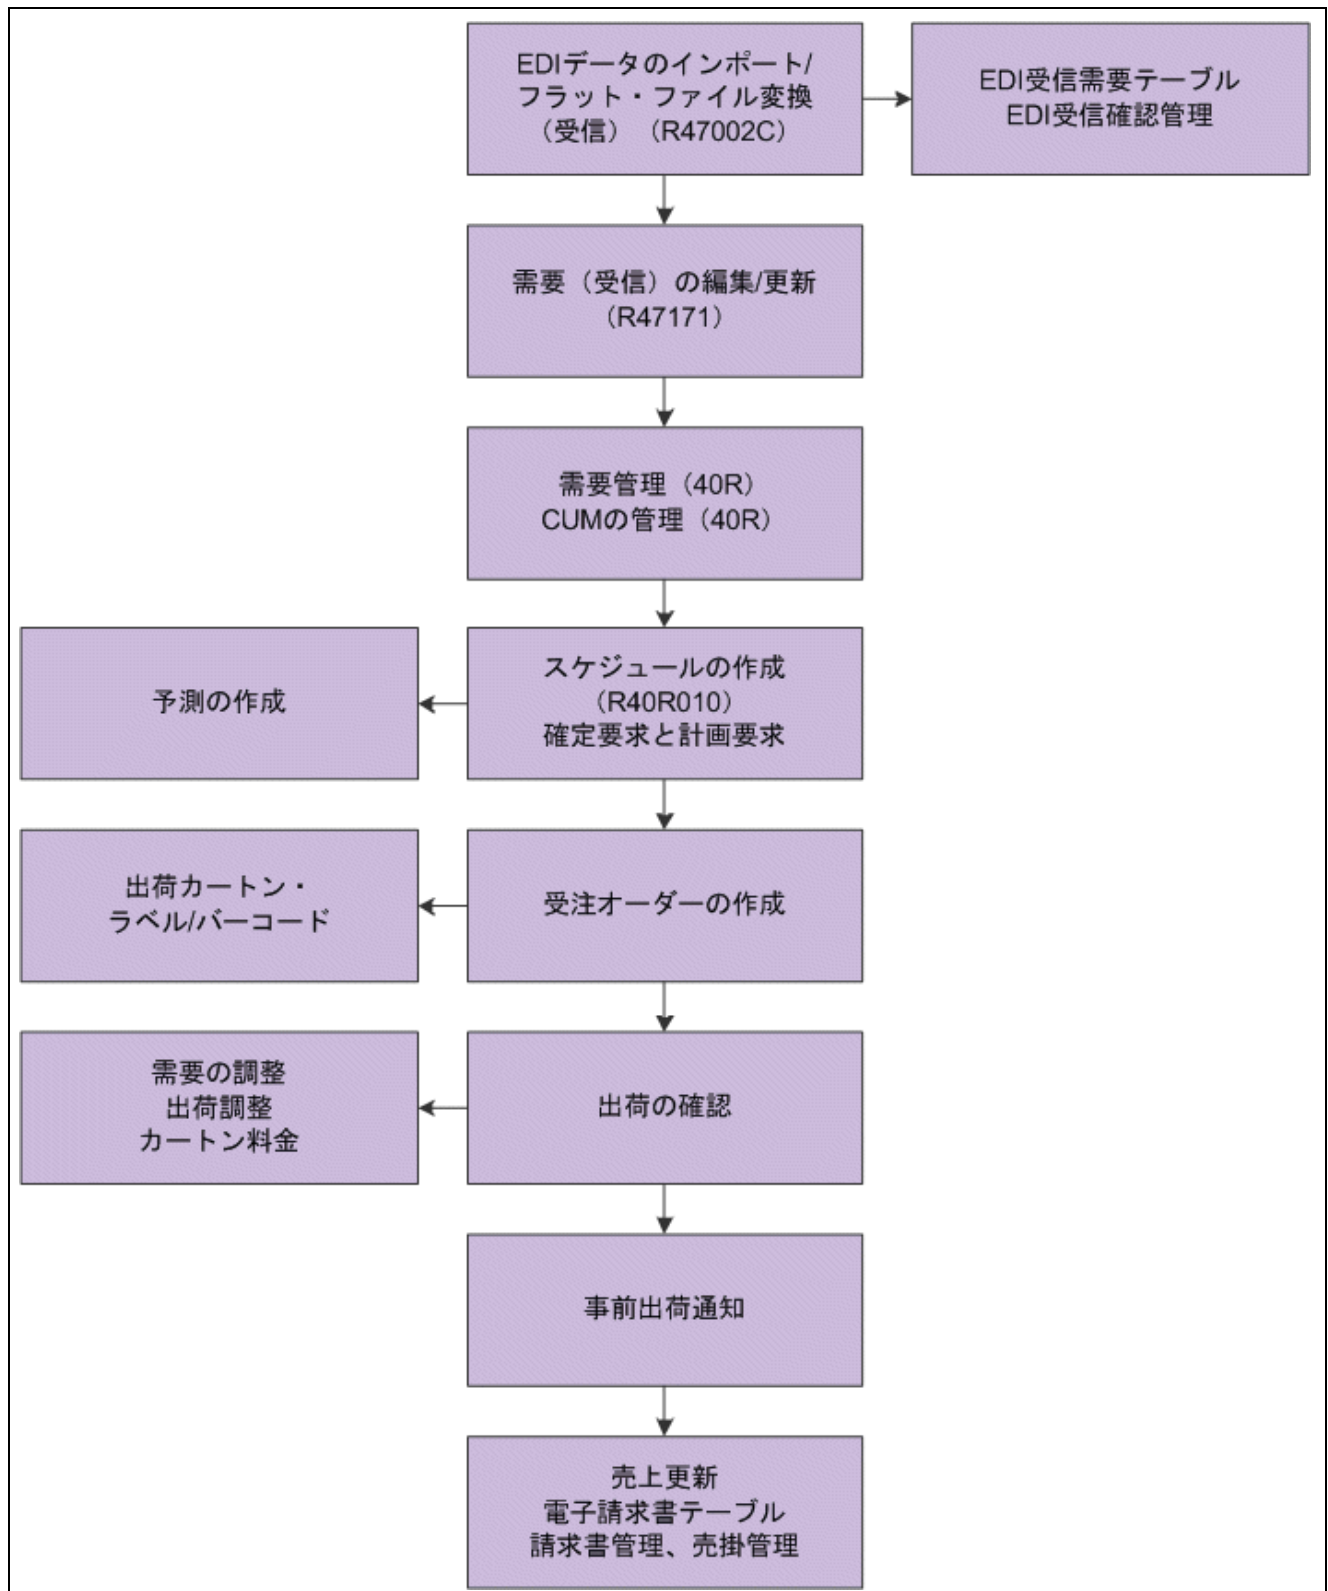 EDIデータのインポート/
フラット・ファイル変換
（受信）（R47002C）
EDI受信需要テーブル
EDI受信確認管理
需要（受信）の編集/更新
（R47171）
需要管理（40R）
CUMの管理（40R）
スケジュールの作成
（R40R010）
確定要求と計画要求
予測の作成
受注オーダーの作成
出荷カートン・
ラベル/バーコード
出荷の確認
需要の調整
出荷調整
カートン料金
事前出荷通知
売上更新
電子請求書テーブル
請求書管理、売掛管理